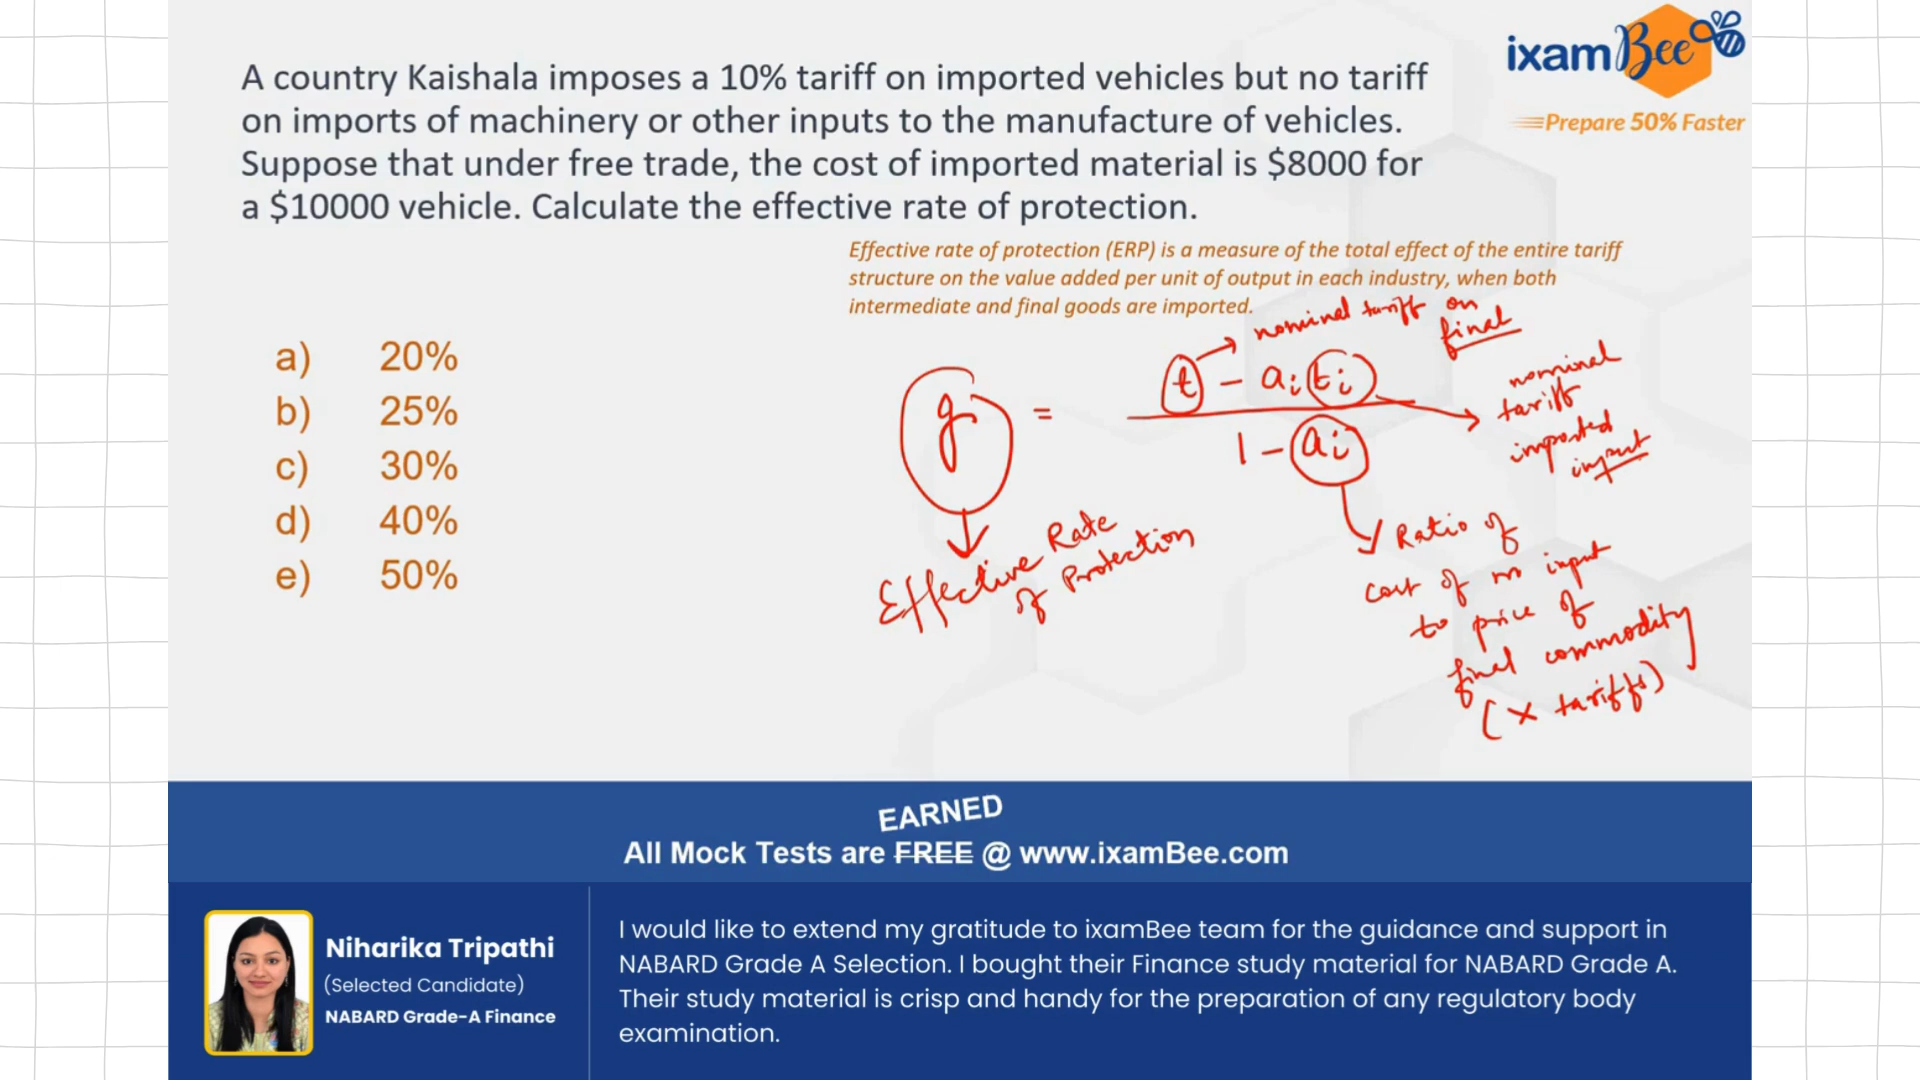 ixamBee
Prepare 50% Faster
A country Kaishala imposes a 10% tariff on imported vehicles but no tariff
on imports of machinery or other inputs to the manufacture of vehicles.
Suppose that under free trade, the cost of imported material is $8000 for
a $10000 vehicle. Calculate the effective rate of protection.
Effective rate of protection (ERP) is a measure of the total effect of the entire tariff
structure on the value added per unit of output in each industry, when both
intermediate and final goods are imported.
a) 20%
b) 25%
c) 30%
d) 40%
e) 50%
nominal tariff on
final
g = t - aᵢtᵢ
1 - aᵢ
nominal
tariff
imported
input
Effective Rate
of Protection
Ratio of
cost of m input
to price of
final commodity
(x tariffs)
EARNED
All Mock Tests are FREE @ www.ixamBee.com
Niharika Tripathi
(Selected Candidate)
NABARD Grade-A Finance
I would like to extend my gratitude to ixamBee team for the guidance and support in
NABARD Grade A Selection. I bought their Finance study material for NABARD Grade A.
Their study material is crisp and handy for the preparation of any regulatory body
examination.